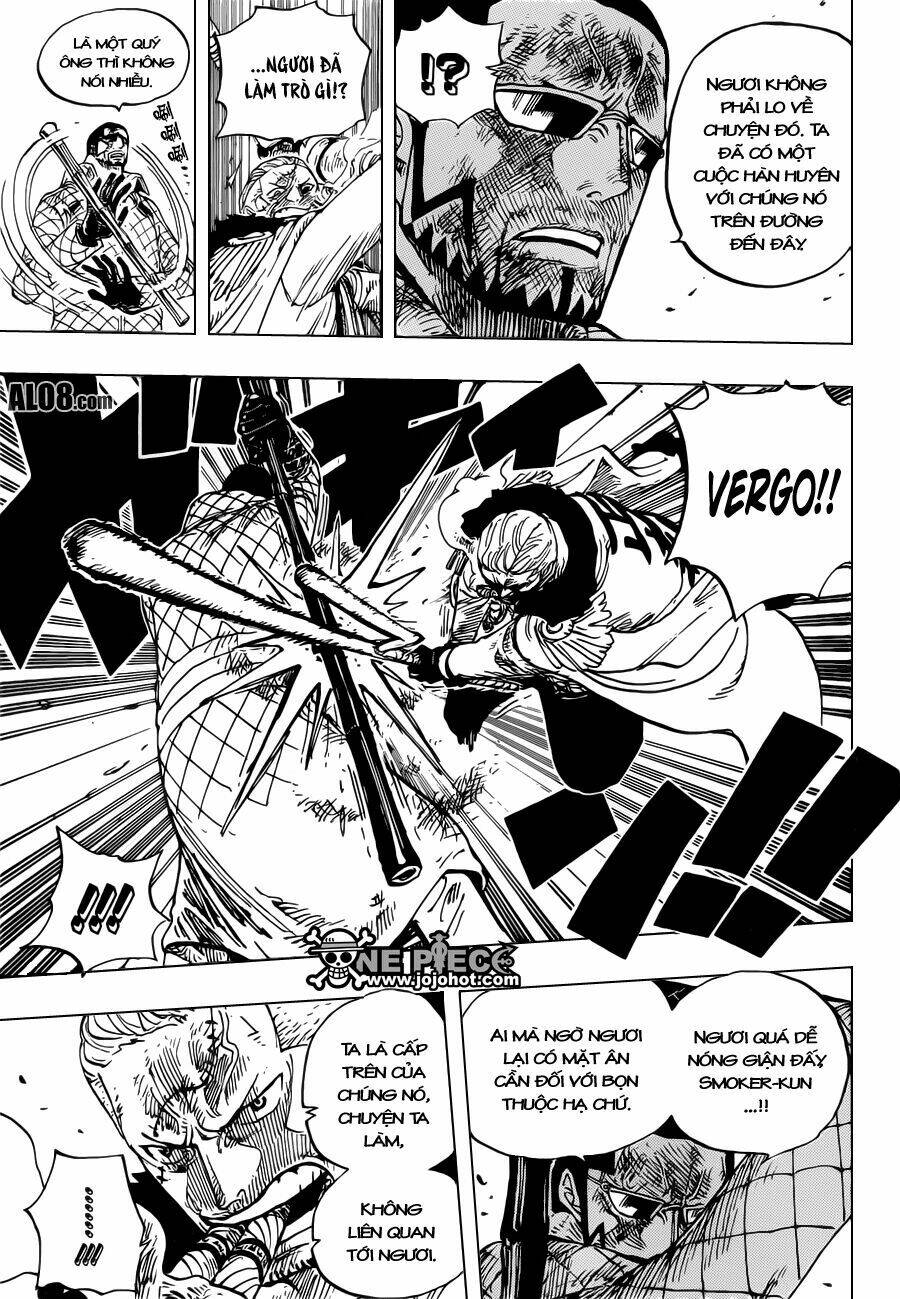 NGƯƠI KHÔNG
PHẢI LO VỀ
CHUYỆN ĐÓ. TA
ĐÃ CÓ MỘT
CUỘC HÀN HUYÊN
VỚI CHÚNG NÓ
TRÊN ĐƯỜNG
ĐẾN ĐÂY.
!?
...NGƯƠI ĐÃ
LÀM TRÒ GÌ!?
LÀ MỘT QUÝ
ÔNG THÌ KHÔNG
NÓI NHIỀU.
AL08.com
VERGO!!
!!!
!!!
ONE PIECE
www.jojohot.com
NGƯƠI QUÁ DỄ
NÓNG GIẬN ĐẤY,
SMOKER-KUN
...!!
AI MÀ NGỜ NGƯƠI
LẠI CÓ MẶT ÂN
CẦN ĐỐI VỚI BỌN
THUỘC HẠ CHỨ.
TA LÀ CẤP
TRÊN CỦA
CHÚNG NÓ,
CHUYỆN TA
LÀM,
KHÔNG
LIÊN QUAN
TỚI NGƯƠI.
......!!!